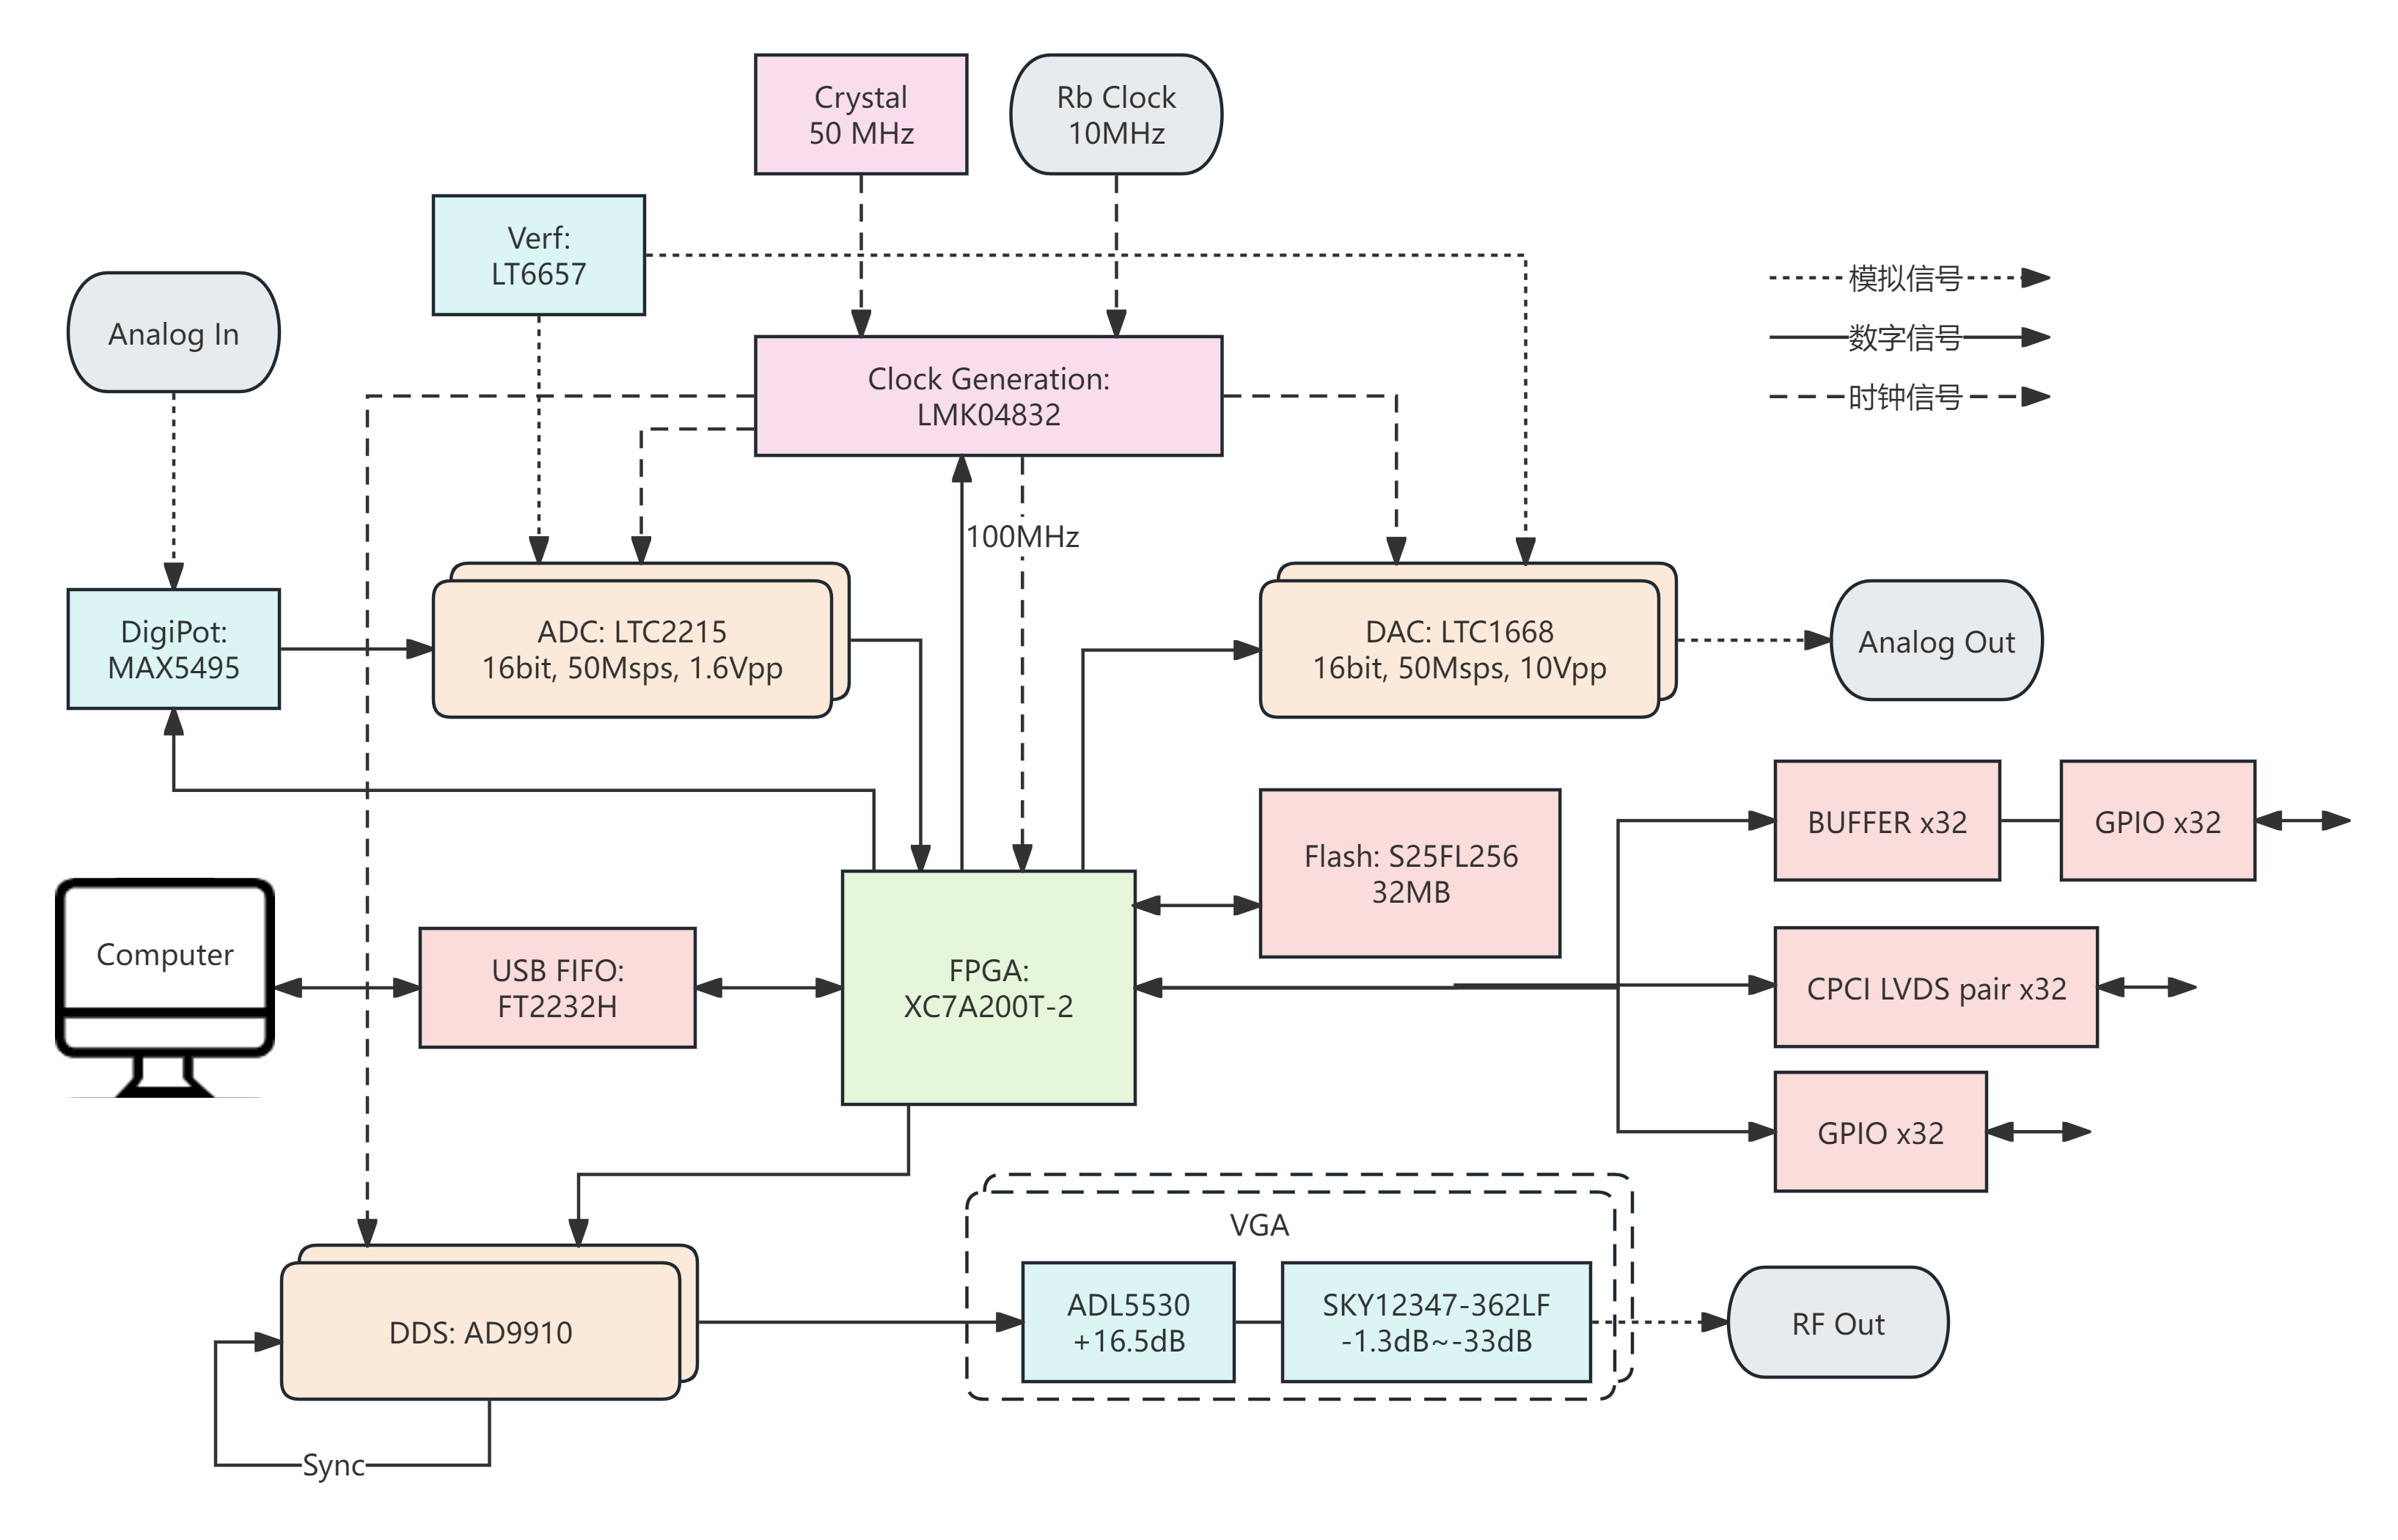 Crystal
50 MHz
Rb Clock
10MHz
Verf:
LT6657
模拟信号
数字信号
时钟信号
Analog In
Clock Generation:
LMK04832
100MHz
DigiPot:
MAX5495
ADC: LTC2215
16bit, 50Msps, 1.6Vpp
DAC: LTC1668
16bit, 50Msps, 10Vpp
Analog Out
Flash: S25FL256
32MB
BUFFER x32
GPIO x32
Computer
USB FIFO:
FT2232H
FPGA:
XC7A200T-2
CPCI LVDS pair x32
GPIO x32
VGA
DDS: AD9910
ADL5530
+16.5dB
SKY12347-362LF
-1.3dB~-33dB
RF Out
Sync